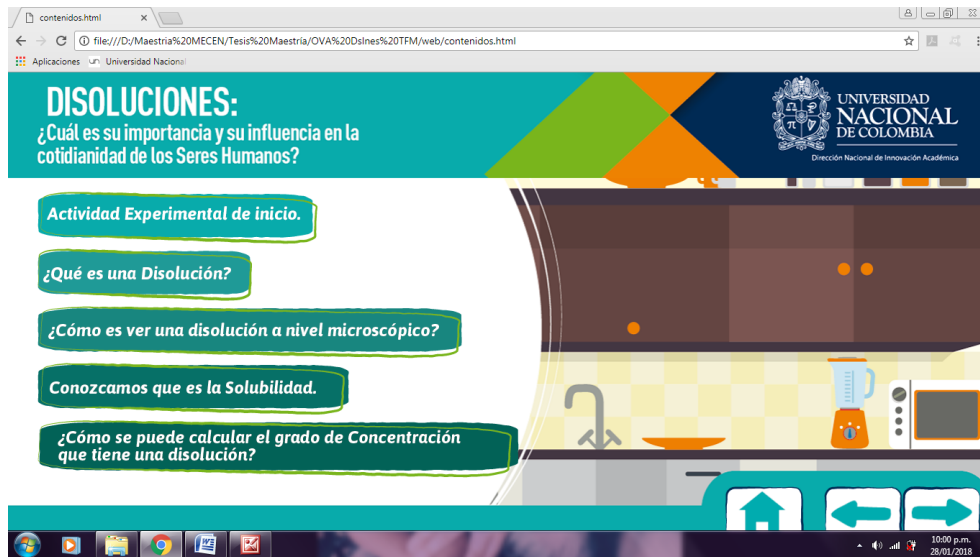 contenidos.html
file:///D:/Maestria%20MECEN/Tesis%20Maestría/OVA%20DsInes%20TFM/web/contenidos.html
Aplicaciones
Universidad Nacional
DISOLUCIONES:
¿Cuál es su importancia y su influencia en la
cotidianidad de los Seres Humanos?
UNIVERSIDAD
NACIONAL
DE COLOMBIA
Dirección Nacional de Innovación Académica
Actividad Experimental de inicio.
¿Qué es una Disolución?
¿Cómo es ver una disolución a nivel microscópico?
Conozcamos que es la Solubilidad.
¿Cómo se puede calcular el grado de Concentración
que tiene una disolución?
10:00 p.m.
28/01/2018